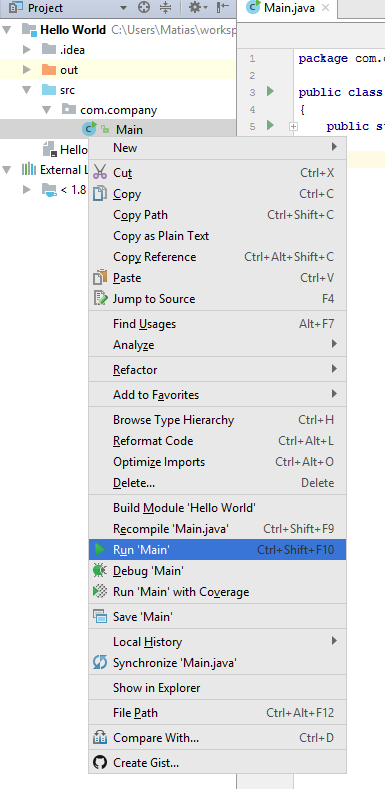 Project
Main.java
Hello World C:\Users\Matias\worksp
.idea
out
src
com.company
Main
Hello
External L
< 1.8
1 package com.c
2
3 public class
4 {
5 public st
New
Cut Ctrl+X
Copy Ctrl+C
Copy Path Ctrl+Shift+C
Copy as Plain Text
Copy Reference Ctrl+Alt+Shift+C
Paste Ctrl+V
Jump to Source F4
Find Usages Alt+F7
Analyze
Refactor
Add to Favorites
Browse Type Hierarchy Ctrl+H
Reformat Code Ctrl+Alt+L
Optimize Imports Ctrl+Alt+O
Delete... Delete
Build Module 'Hello World'
Recompile 'Main.java' Ctrl+Shift+F9
Run 'Main' Ctrl+Shift+F10
Debug 'Main'
Run 'Main' with Coverage
Save 'Main'
Local History
Synchronize 'Main.java'
Show in Explorer
File Path Ctrl+Alt+F12
Compare With... Ctrl+D
Create Gist...